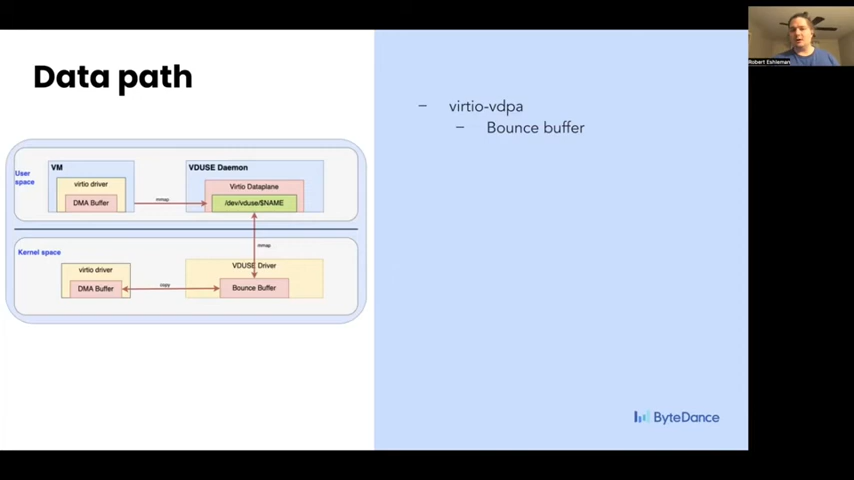 Data path
User
space
VM
virtio driver
DMA Buffer
mmap
VDUSE Daemon
Virtio Dataplane
/dev/vduse/$NAME
mmap
Kernel space
virtio driver
DMA Buffer
copy
VDUSE Driver
Bounce Buffer
– virtio-vdpa
– Bounce buffer
ByteDance
Robert Eshleman